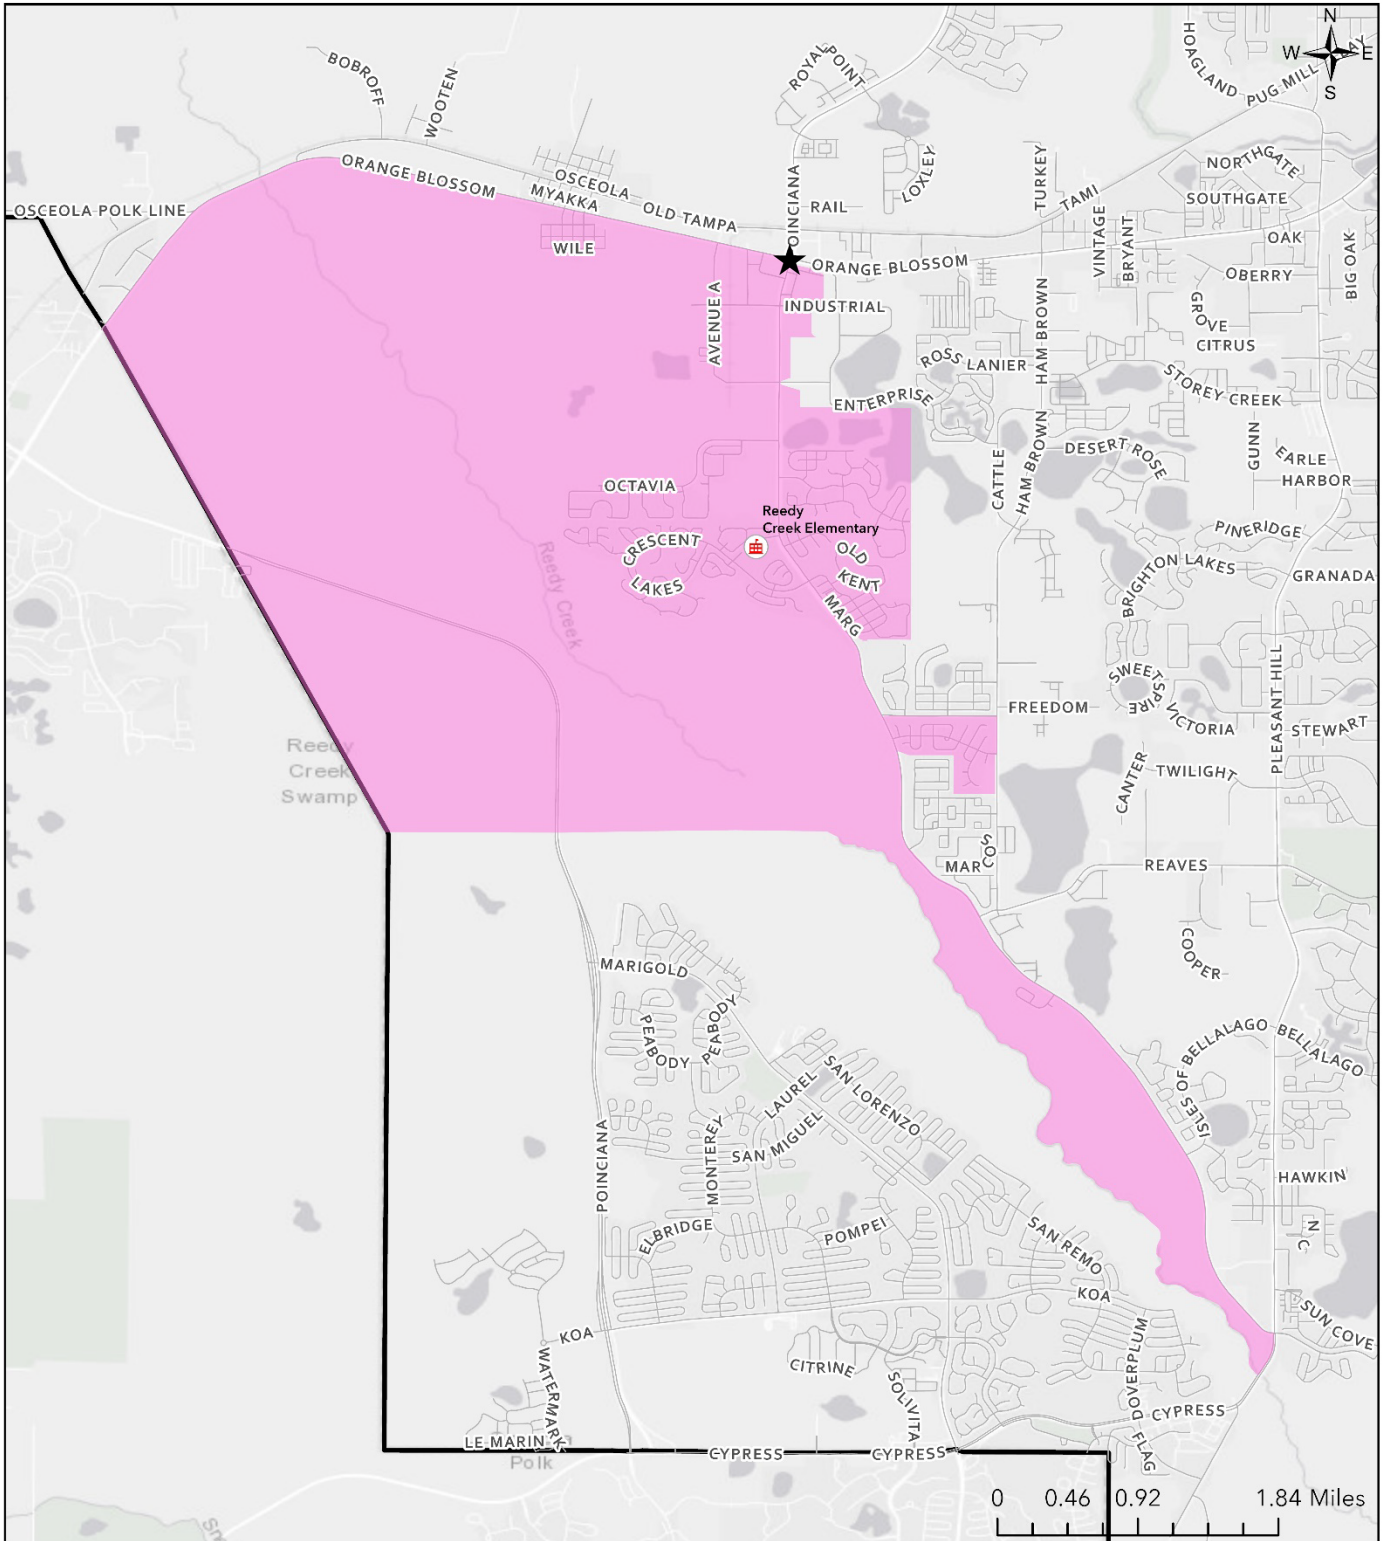 N
W
E
S
HOAGLAND
PUG MILL
BOBROFF
WOOTEN
ROYAL
POINT
LOXLEY
TURKEY
TAMI
NORTHGATE
SOUTHGATE
ORANGE BLOSSOM
OSCEOLA
MYAKKA
OLD TAMPA
OINCIANA
RAIL
OSCEOLA POLK LINE
WILE
ORANGE BLOSSOM
VINTAGE
BRYANT
OAK
OBERRY
BIG OAK
AVENUE A
INDUSTRIAL
HAM BROWN
GROVE
CITRUS
ROSS
LANIER
STOREY CREEK
ENTERPRISE
CATTLE
HAM BROWN
DESERT ROSE
GUNN
EARLE
HARBOR
OCTAVIA
Reedy
Creek Elementary
PINERIDGE
CRESCENT
LAKES
OLD
KENT
MARG
BRIGHTON LAKES
GRANADA
Reedy Creek
SWEETSPIRE
VICTORIA
PLEASANT HILL
FREEDOM
STEWART
Reedy
Creek
Swamp
CANTER
TWILIGHT
SOC
MAR
REAVES
COOPER
MARIGOLD
PEABODY
PEABODY
ISLES OF BELLALAGO
BELLALAGO
LAUREL
SAN LORENZO
SAN MIGUEL
MONTEREY
POINCIANA
HAWKIN
N C
ELBRIDGE
POMPEI
SAN REMO
KOA
KOA
SUN COVE
CITRINE
WATERMARK
SOLIVITA
DOVERPLUM
FLAG
CYPRESS
LE MARIN
Polk
CYPRESS
CYPRESS
0 0.46 0.92 1.84 Miles